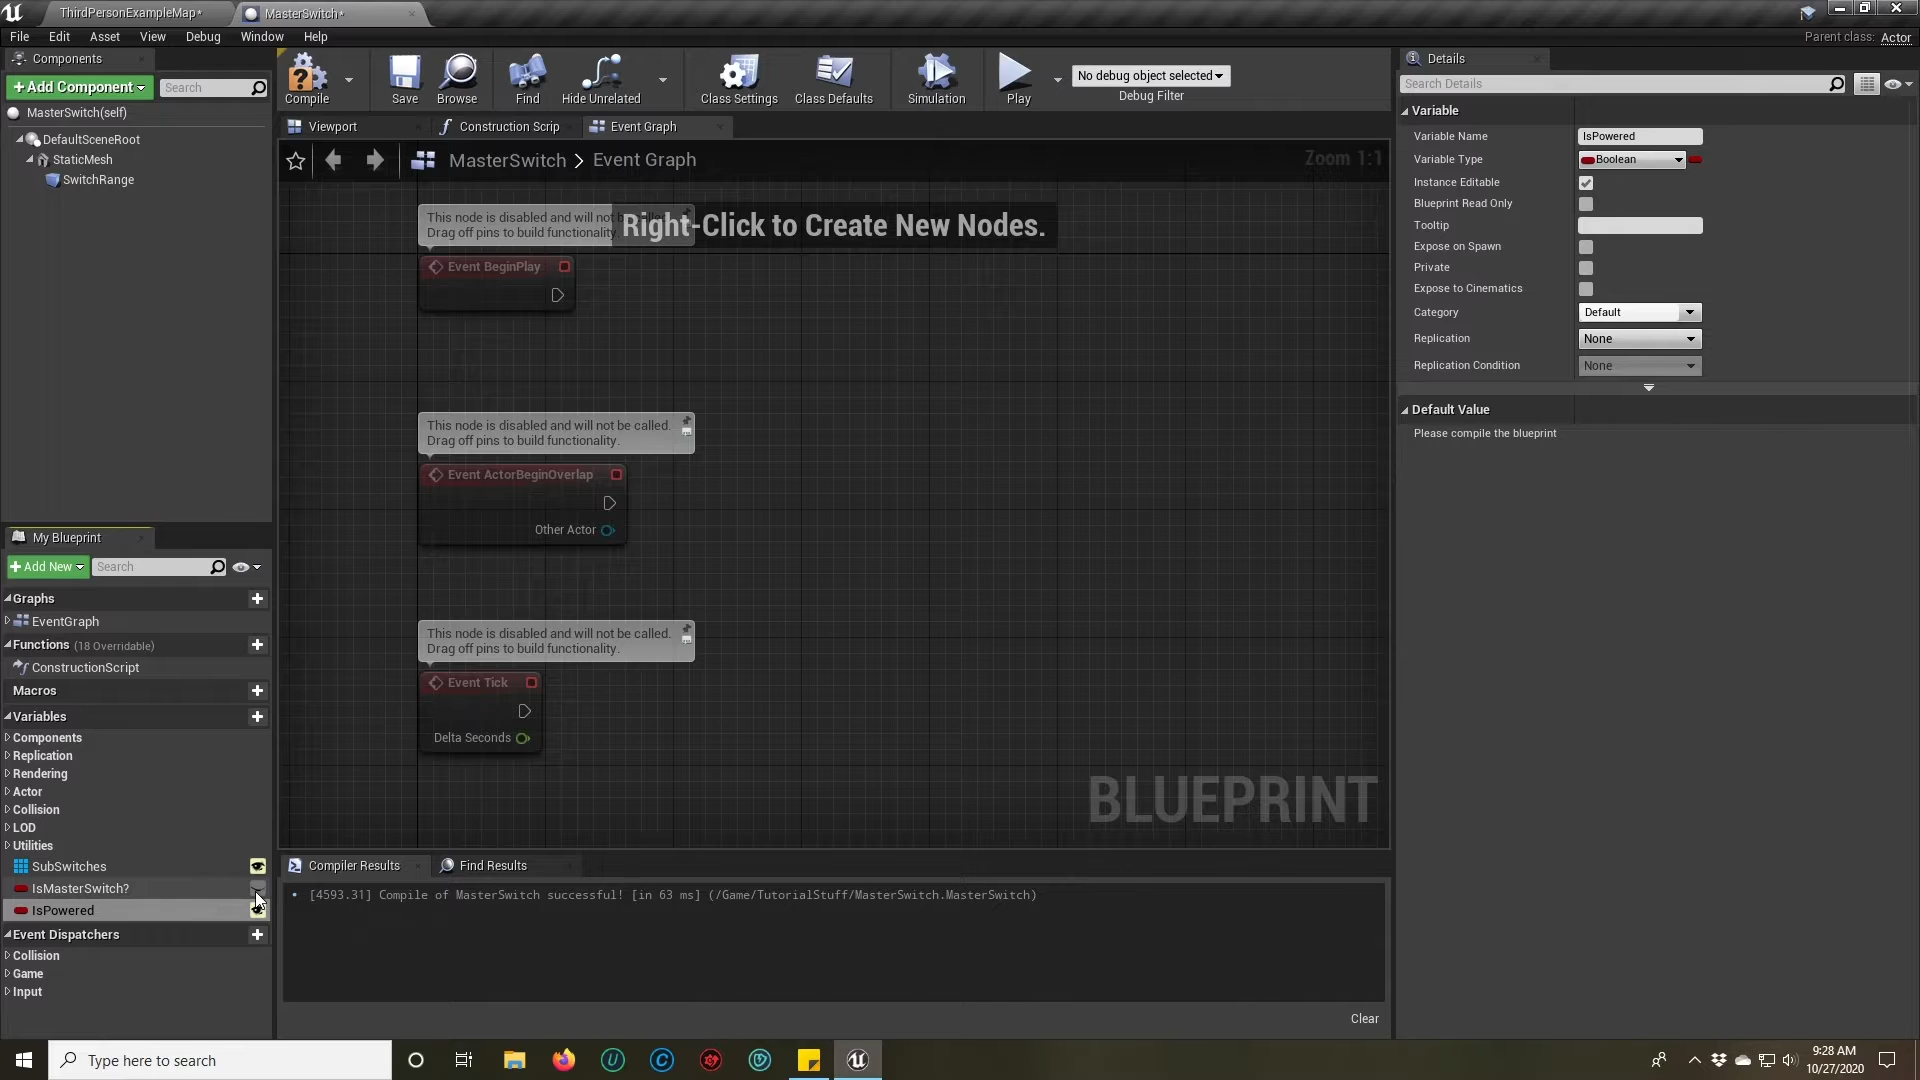 ThirdPersonExampleMap*
MasterSwitch*
File Edit Asset View Debug Window Help
Parent class: Actor
Components
+Add Component
Search
MasterSwitch(self)
DefaultSceneRoot
StaticMesh
SwitchRange
Compile
Save
Browse
Find
Hide Unrelated
Class Settings
Class Defaults
Simulation
Play
No debug object selected
Debug Filter
Viewport
Construction Scrip
Event Graph
MasterSwitch > Event Graph
Zoom 1:1
Right-Click to Create New Nodes.
This node is disabled and will not b
Drag off pins to build functionality.
Event BeginPlay
This node is disabled and will not be called.
Drag off pins to build functionality.
Event ActorBeginOverlap
Other Actor
This node is disabled and will not be called.
Drag off pins to build functionality.
Event Tick
Delta Seconds
BLUEPRINT
My Blueprint
+Add New
Search
Graphs
EventGraph
Functions (18 Overridable)
ConstructionScript
Macros
Variables
Components
Replication
Rendering
Actor
Collision
LOD
Utilities
SubSwitches
IsMasterSwitch?
IsPowered
Event Dispatchers
Collision
Game
Input
Compiler Results
Find Results
[4593.31] Compile of MasterSwitch successful! [in 63 ms] (/Game/TutorialStuff/MasterSwitch.MasterSwitch)
Clear
Details
Search Details
Variable
Variable Name IsPowered
Variable Type Boolean
Instance Editable
Blueprint Read Only
Tooltip
Expose on Spawn
Private
Expose to Cinematics
Category Default
Replication None
Replication Condition None
Default Value
Please compile the blueprint
Type here to search
9:28 AM
10/27/2020